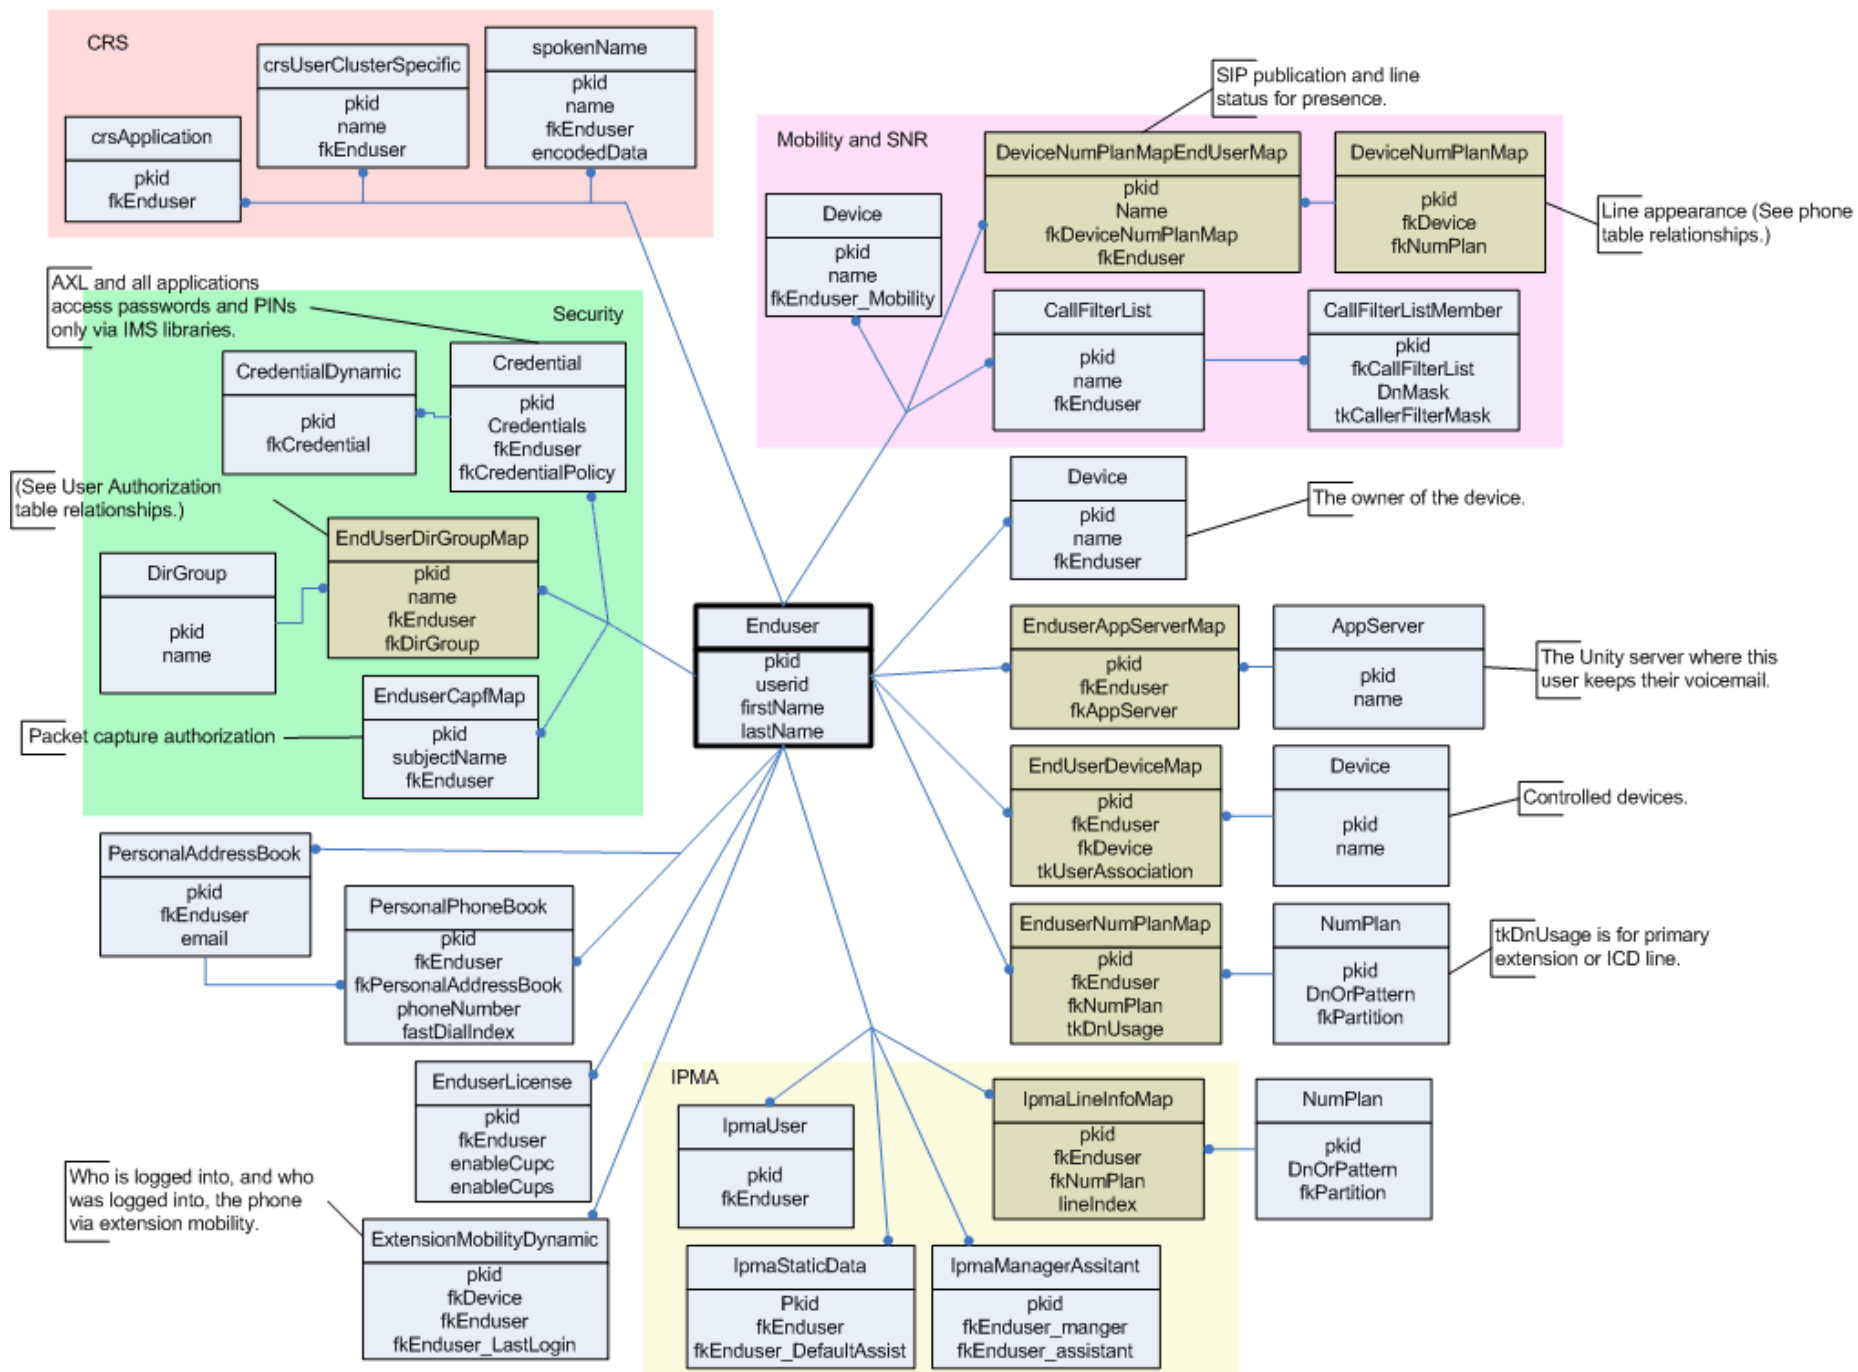 CRS
crsApplication
pkid
fkEnduser
crsUserClusterSpecific
pkid
name
fkEnduser
spokenName
pkid
name
fkEnduser
encodedData
SIP publication and line
status for presence.
Mobility and SNR
Device
pkid
name
fkEnduser_Mobility
DeviceNumPlanMapEndUserMap
pkid
Name
fkDeviceNumPlanMap
fkEnduser
DeviceNumPlanMap
pkid
fkDevice
fkNumPlan
Line appearance (See phone
table relationships.)
CallFilterList
pkid
name
fkEnduser
CallFilterListMember
pkid
fkCallFilterList
DnMask
tkCallerFilterMask
AXL and all applications
access passwords and PINs
only via IMS libraries.
Security
CredentialDynamic
pkid
fkCredential
Credential
pkid
Credentials
fkEnduser
fkCredentialPolicy
(See User Authorization
table relationships.)
DirGroup
pkid
name
EndUserDirGroupMap
pkid
name
fkEnduser
fkDirGroup
EnduserCapfMap
pkid
subjectName
fkEnduser
Packet capture authorization
Enduser
pkid
userid
firstName
lastName
Device
pkid
name
fkEnduser
The owner of the device.
EnduserAppServerMap
pkid
fkEnduser
fkAppServer
AppServer
pkid
name
The Unity server where this
user keeps their voicemail.
EndUserDeviceMap
pkid
fkEnduser
fkDevice
tkUserAssociation
Device
pkid
name
Controlled devices.
EnduserNumPlanMap
pkid
fkEnduser
fkNumPlan
tkDnUsage
NumPlan
pkid
DnOrPattern
fkPartition
tkDnUsage is for primary
extension or ICD line.
PersonalAddressBook
pkid
fkEnduser
email
PersonalPhoneBook
pkid
fkEnduser
fkPersonalAddressBook
phoneNumber
fastDialIndex
EnduserLicense
pkid
fkEnduser
enableCupc
enableCups
Who is logged into, and who
was logged into, the phone
via extension mobility.
ExtensionMobilityDynamic
pkid
fkDevice
fkEnduser
fkEnduser_LastLogin
IPMA
IpmaUser
pkid
fkEnduser
IpmaLineInfoMap
pkid
fkEnduser
fkNumPlan
lineIndex
NumPlan
pkid
DnOrPattern
fkPartition
IpmaStaticData
Pkid
fkEnduser
fkEnduser_DefaultAssist
IpmaManagerAssitant
pkid
fkEnduser_manger
fkEnduser_assistant